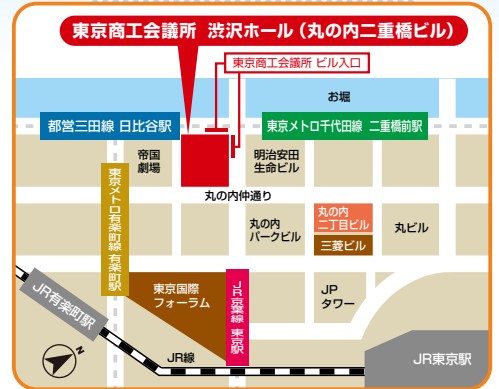 東京商工会議所 渋沢ホール（丸の内二重橋ビル）
東京商工会議所 ビル入口
お堀
都営三田線 日比谷駅
東京メトロ千代田線 二重橋前駅
帝国
劇場
明治安田
生命ビル
東京メトロ有楽町線 有楽町駅
丸の内仲通り
丸の内
パークビル
丸の内
二丁目ビル
三菱ビル
丸ビル
JR有楽町駅
東京国際
フォーラム
JR京葉線 東京駅
JP
タワー
N
JR線
JR東京駅